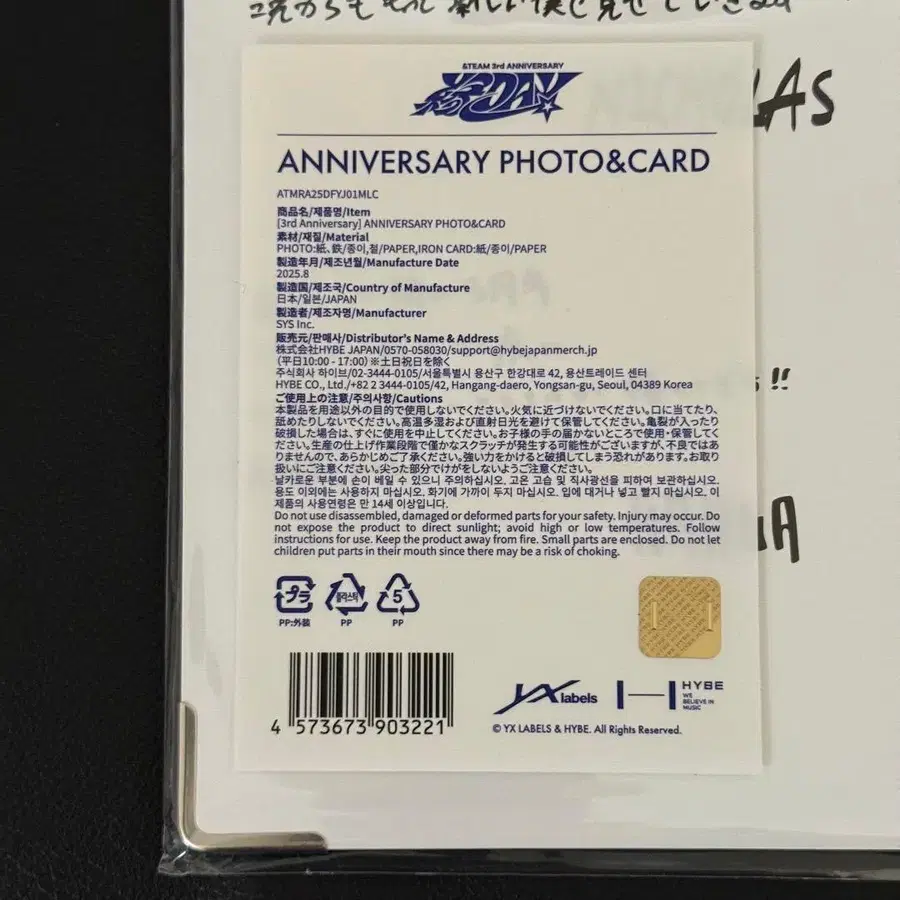 これからももっと新しい僕を見せていきます
&TEAM 3rd ANNIVERSARY
DAY
LAS
ANNIVERSARY PHOTO&CARD
ATMRA25DFYJ01MLC
商品名/제품명/Item
[3rd Anniversary] ANNIVERSARY PHOTO&CARD
素材/재질/Material
PHOTO:紙、鉄/종이,철/PAPER,IRON CARD:紙/종이/PAPER
製造年月/제조년월/Manufacture Date
2025.8
製造国/제조국/Country of Manufacture
日本/일본/JAPAN
製造者/제조자명/Manufacturer
SYS Inc.
販売元/판매사/Distributor's Name & Address
株式会社HYBE JAPAN/0570-058030/support@hybejapanmerch.jp
(平日10:00 - 17:00)※土日祝日を除く
주식회사 하이브/02-3444-0105/서울특별시 용산구 한강대로 42, 용산트레이드 센터
HYBE CO., Ltd./+82 2 3444-0105/42, Hangang-daero, Yongsan-gu, Seoul, 04389 Korea
!!
ご使用上の注意/주의사항/Cautions
本製品を用途以外の目的で使用しないでください。火気に近づけないでください。口に当てたり、
舐めたりしないでください。高温多湿および直射日光を避けて保管してください。亀裂が入ったり
破損した場合は、すぐに使用を中止してください。お子様の手の届かないところで使用・保管してく
ださい。生産の仕上げ作業段階で僅かなスクラッチが発生する可能性がございますが、不良ではあ
りませんので、あらかじめご了承ください。強い力をかけると破損してしまう恐れがあります。お取り
扱いにご注意ください。尖った部分でけがをしないようご注意ください。
날카로운 부분에 손이 베일 수 있으니 주의하십시오. 고온 고습 및 직사광선을 피하여 보관하십시오.
용도 이외에는 사용하지 마십시오. 화기에 가까이 두지 마십시오. 입에 대거나 넣고 빨지 마십시오. 이
제품의 사용연령은 만 14세 이상입니다.
Do not use disassembled, damaged or deformed parts for your safety. Injury may occur. Do
not expose the product to direct sunlight; avoid high or low temperatures. Follow
instructions for use. Keep the product away from fire. Small parts are enclosed. Do not let
children put parts in their mouth since there may be a risk of choking.
プラ 플라스틱 5
PP:外装 PP PP
YX labels
HYBE
WE
BELIEVE IN
MUSIC
4 573673 903221
© YX LABELS & HYBE. All Rights Reserved.